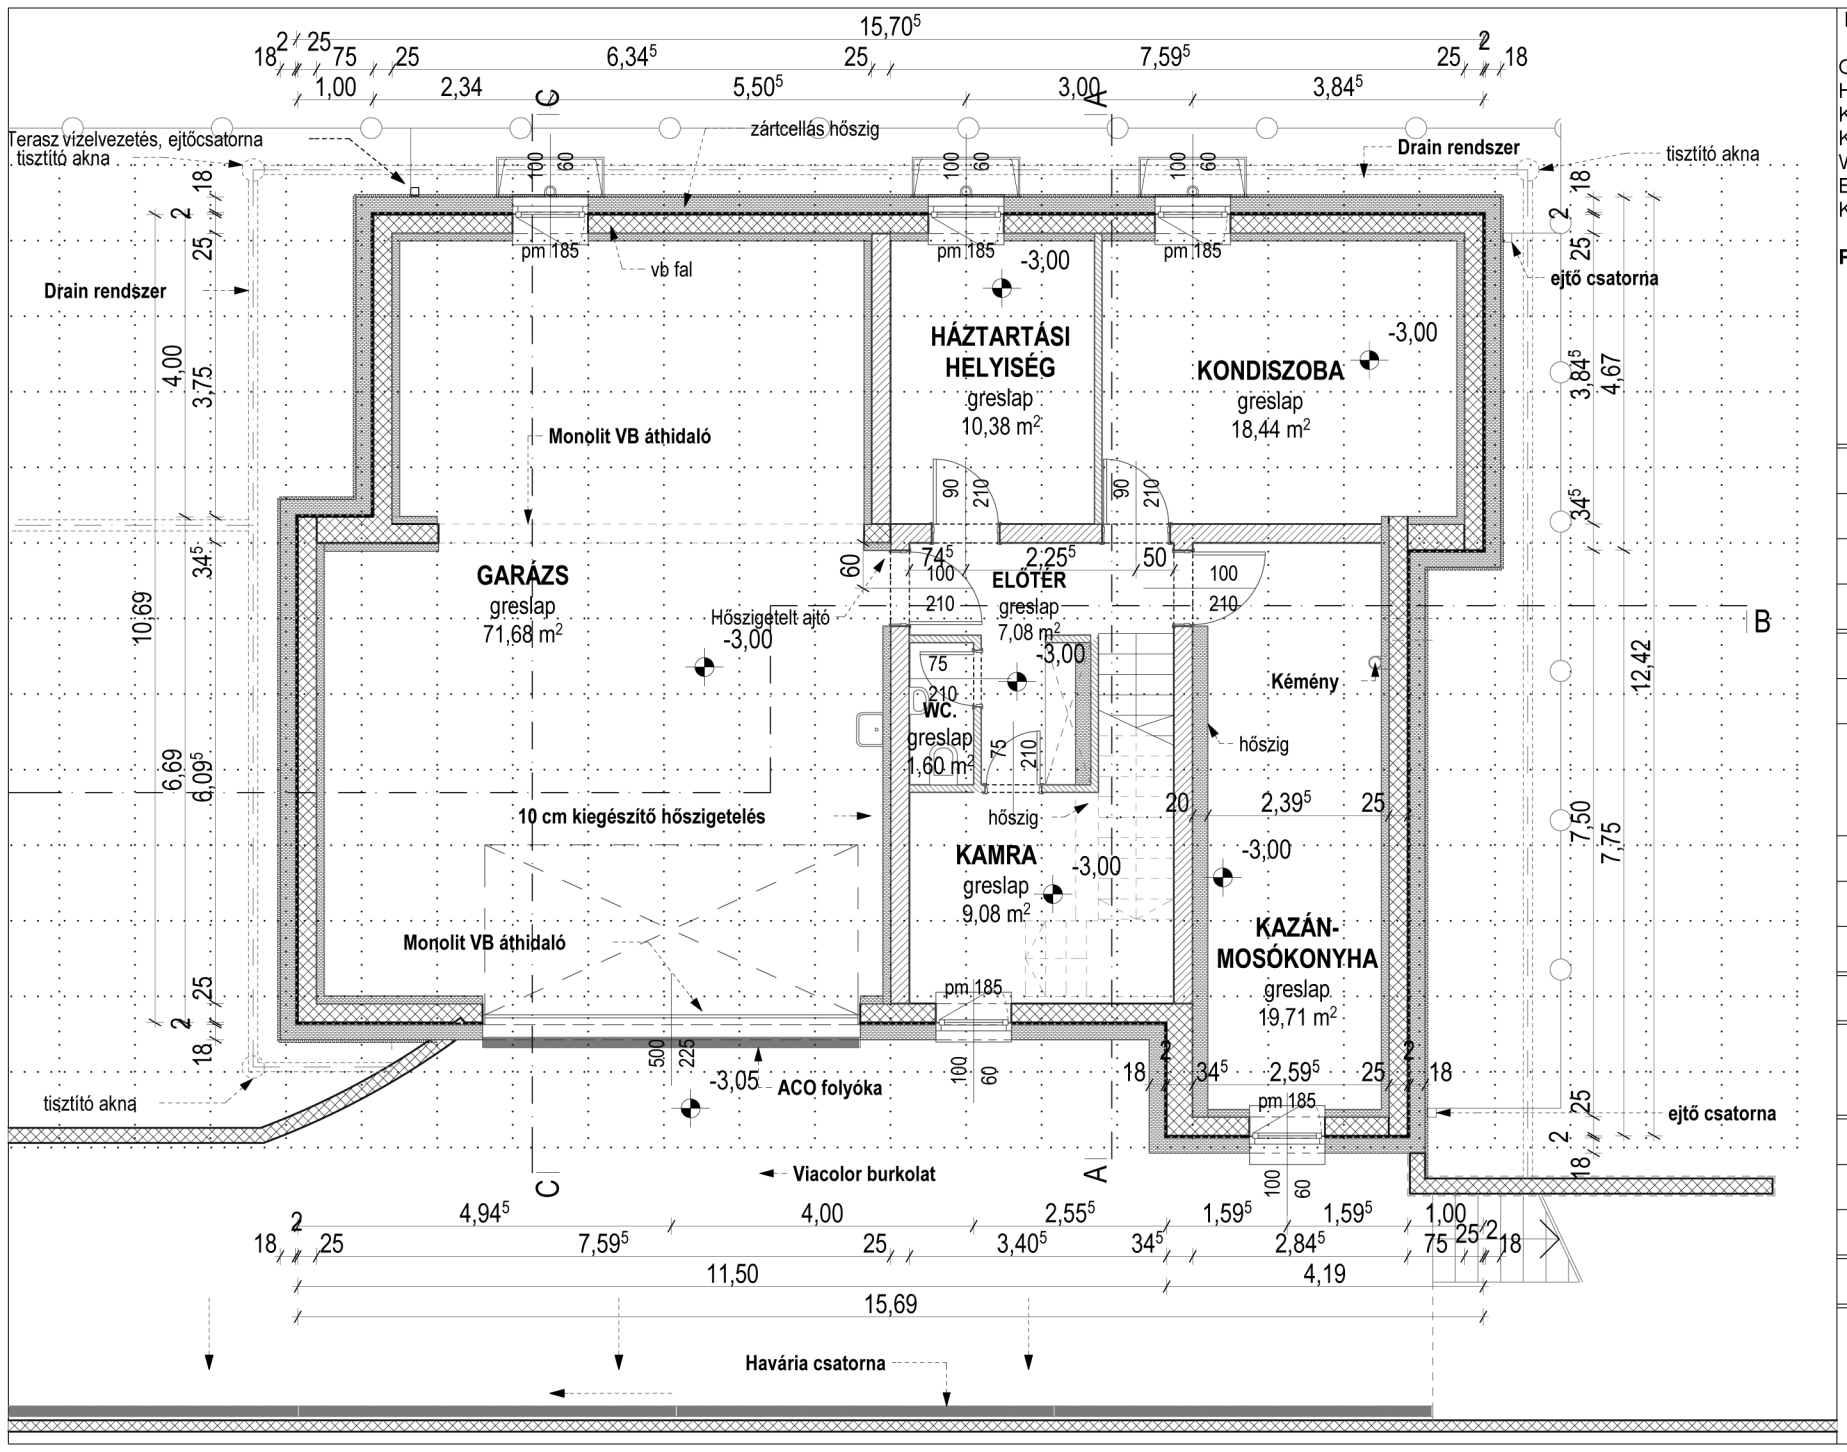 15,70⁵
2 25 2
18 75 25 6,34⁵ 25 7,59⁵ 25 18
1,00 2,34 5,50⁵ 3,00 3,84⁵
C A
Terasz vízelvezetés, ejtőcsatorna
tisztító akna
zártcellás hőszig
Drain rendszer
tisztító akna
100 60
100 60
100 60
18
2
25
18
2
25
pm 185
pm 185
pm 185
vb fal
-3,00
Drain rendszer
ejtő csatorna
HÁZTARTÁSI
HELYISÉG
greslap
10,38 m²
-3,00
KONDISZOBA
greslap
18,44 m²
4,00
3,75
3,84⁵
4,67
Monolit VB áthidaló
90 210
90 210
34⁵
34⁵
60
74⁵ 2,25⁵ 50
100
210
100
210
GARÁZS
greslap
71,68 m²
ELŐTÉR
greslap
7,08 m²
-3,00
Hőszigetelt ajtó
-3,00
B
10,69
12,42
75
210
WC.
greslap
1,60 m²
75 210
Kémény
hőszig
6,69
6,09⁵
7,50
7,75
20 2,39⁵ 25
10 cm kiegészítő hőszigetelés
hőszig
KAMRA
greslap
9,08 m²
-3,00
-3,00
Monolit VB áthidaló
KAZÁN-
MOSÓKONYHA
greslap
19,71 m²
pm 185
25
2
18
500 225
-3,05
ACO folyóka
100 60
2 2
18 34⁵ 2,59⁵ 25 18
pm 185
tisztító akna
ejtő csatorna
25
2
18
C
Viacolor burkolat
A
100 60
2 4,94⁵ 4,00 2,55⁵ 1,59⁵ 1,59⁵ 1,00
18 25 7,59⁵ 25 3,40⁵ 34⁵ 2,84⁵ 75 25 2 18
11,50 4,19
15,69
Havária csatorna